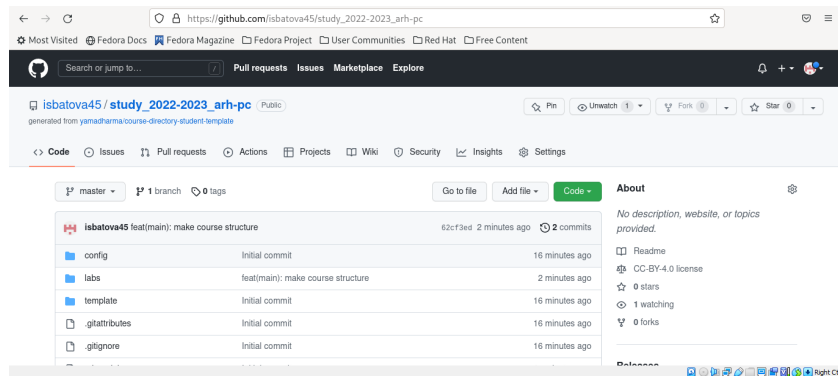 https://github.com/isbatova45/study_2022-2023_arh-pc
Most Visited Fedora Docs Fedora Magazine Fedora Project User Communities Red Hat Free Content
Search or jump to... / Pull requests Issues Marketplace Explore
isbatova45 / study_2022-2023_arh-pc Public Pin Unwatch 1 Fork 0 Star 0
generated from yamadharma/course-directory-student-template
<> Code Issues Pull requests Actions Projects Wiki Security Insights Settings
master 1 branch 0 tags Go to file Add file Code
isbatova45 feat(main): make course structure 62cf3ed 2 minutes ago 2 commits
config Initial commit 16 minutes ago
labs feat(main): make course structure 2 minutes ago
template Initial commit 16 minutes ago
.gitattributes Initial commit 16 minutes ago
.gitignore Initial commit 16 minutes ago
About
No description, website, or topics
provided.
Readme
CC-BY-4.0 license
0 stars
1 watching
0 forks
Releases
Right Ct